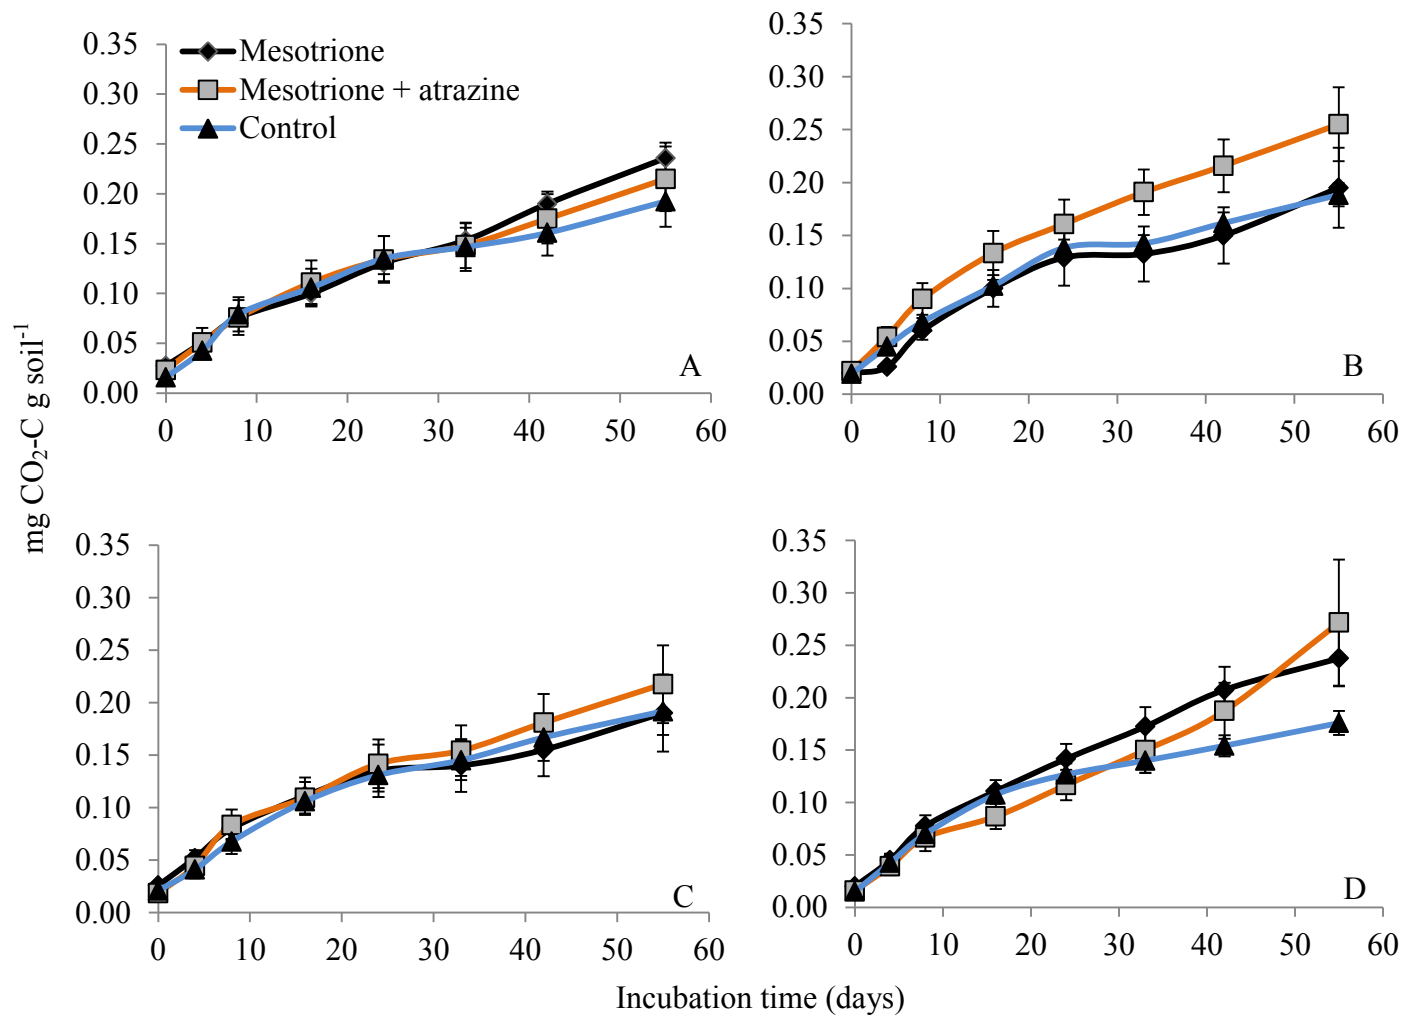 0.35
0.30
0.25
0.20
0.15
0.10
0.05
0.00
Mesotrione
Mesotrione + atrazine
Control
A
0 10 20 30 40 50 60
0.35
0.30
0.25
0.20
0.15
0.10
0.05
0.00
B
0 10 20 30 40 50 60
mg CO₂-C g soil⁻¹
0.35
0.30
0.25
0.20
0.15
0.10
0.05
0.00
C
0 10 20 30 40 50 60
0.35
0.30
0.25
0.20
0.15
0.10
0.05
0.00
D
0 10 20 30 40 50 60
Incubation time (days)